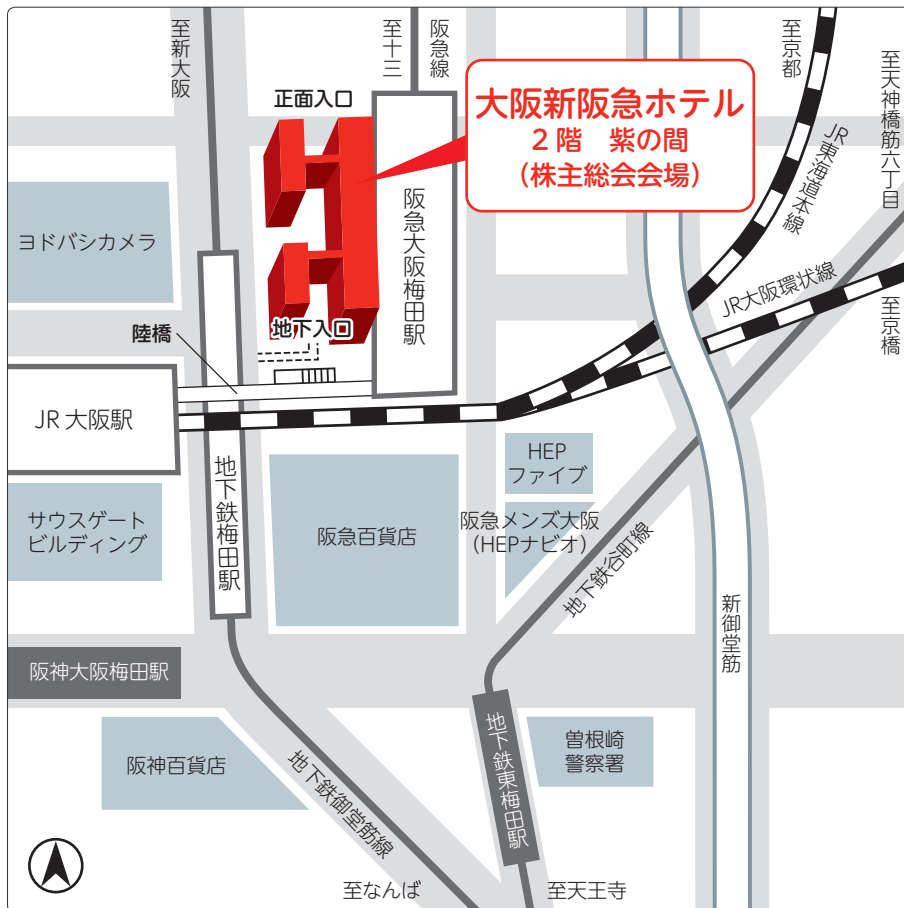 至新大阪
至十三
阪急線
至京都
至天神橋筋六丁目
正面入口
大阪新阪急ホテル
2階 紫の間
(株主総会会場)
JR東海道本線
ヨドバシカメラ
阪急大阪梅田駅
JR大阪環状線
至京橋
陸橋
地下入口
JR 大阪駅
地下鉄梅田駅
HEP
ファイブ
サウスゲート
ビルディング
阪急百貨店
阪急メンズ大阪
(HEPナビオ)
地下鉄谷町線
新御堂筋
阪神大阪梅田駅
阪神百貨店
地下鉄御堂筋線
地下鉄東梅田駅
曽根崎
警察署
至なんば
至天王寺